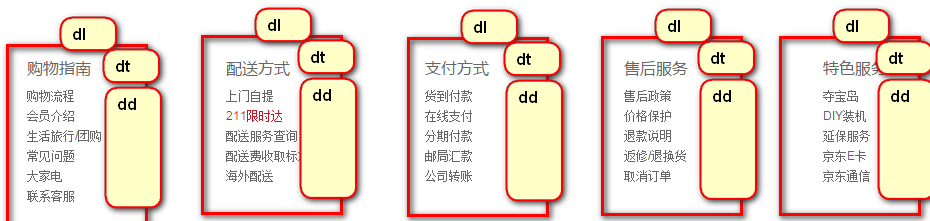 dl
购物指南
dt
dd
购物流程
会员介绍
生活旅行/团购
常见问题
大家电
联系客服
dl
配送方式
dt
dd
上门自提
211限时达
配送服务查询
配送费收取标
海外配送
dl
支付方式
dt
dd
货到付款
在线支付
分期付款
邮局汇款
公司转账
dl
售后服务
dt
dd
售后政策
价格保护
退款说明
返修/退换货
取消订单
dl
特色服务
dt
dd
夺宝岛
DIY装机
延保服务
京东E卡
京东通信